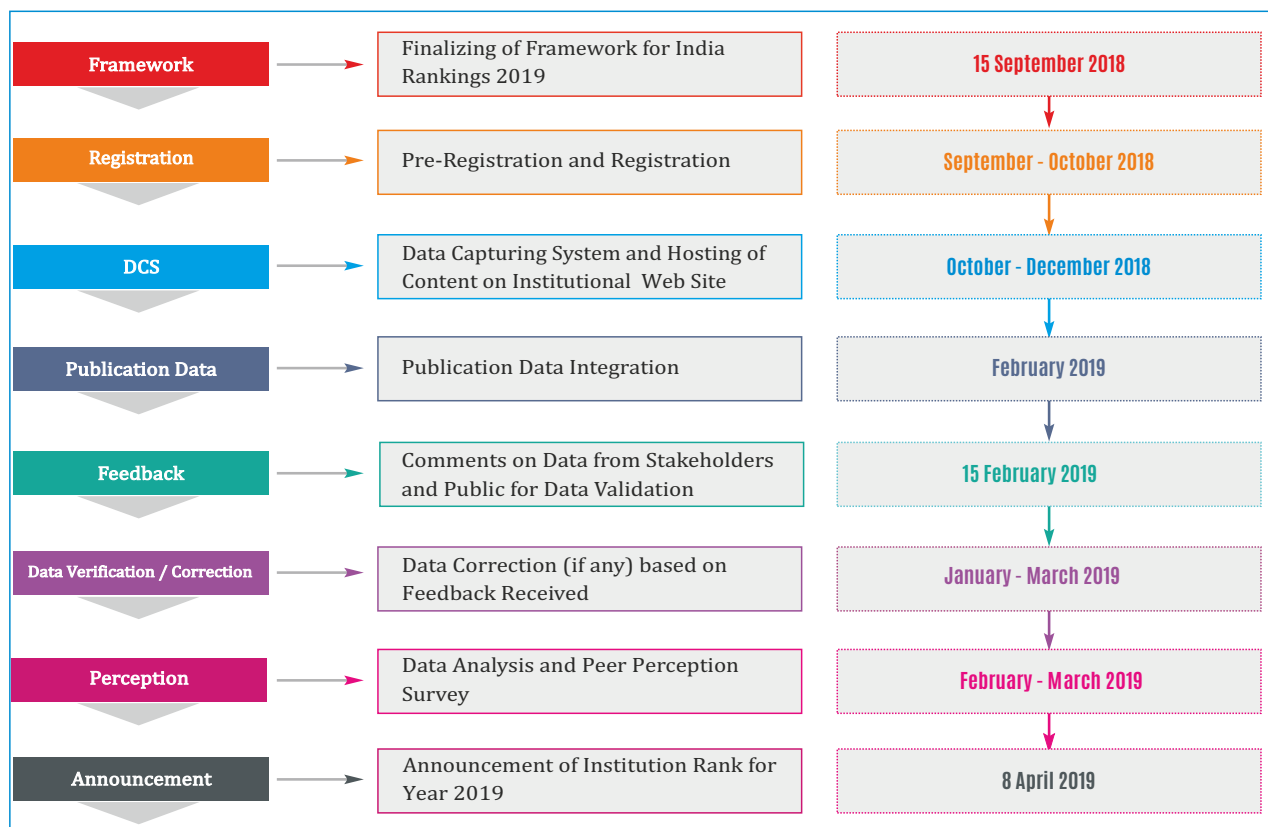 Framework
Finalizing of Framework for India
Rankings 2019
15 September 2018
Registration
Pre-Registration and Registration
September - October 2018
DCS
Data Capturing System and Hosting of
Content on Institutional Web Site
October - December 2018
Publication Data
Publication Data Integration
February 2019
Feedback
Comments on Data from Stakeholders
and Public for Data Validation
15 February 2019
Data Verification / Correction
Data Correction (if any) based on
Feedback Received
January - March 2019
Perception
Data Analysis and Peer Perception
Survey
February - March 2019
Announcement
Announcement of Institution Rank for
Year 2019
8 April 2019